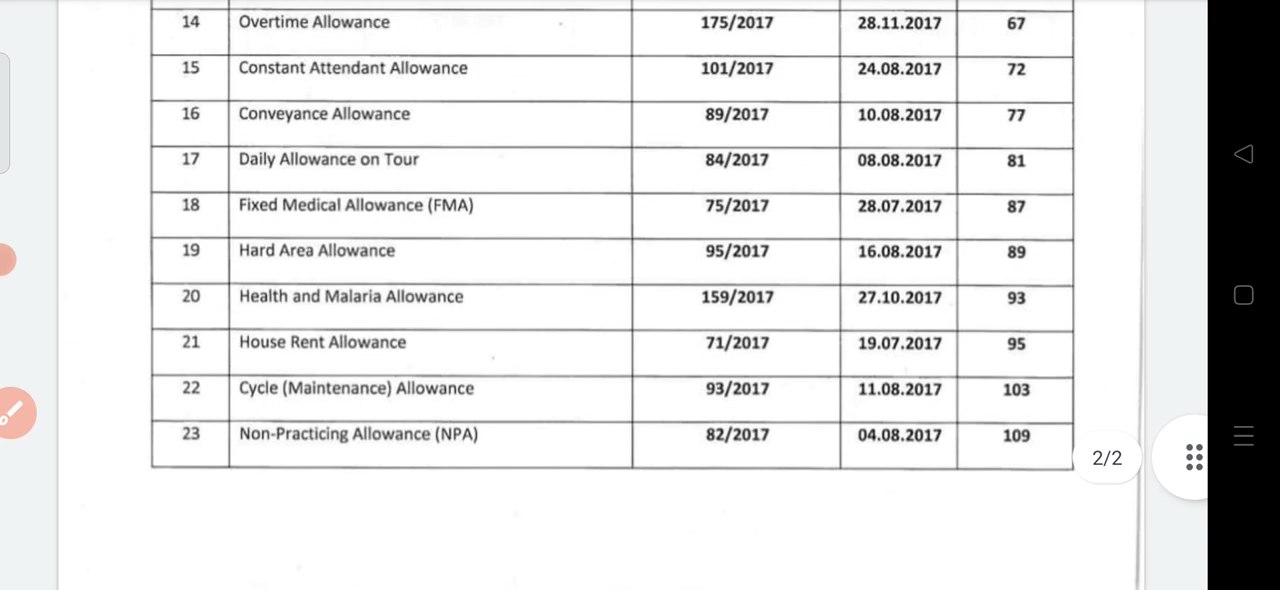 14 Overtime Allowance 175/2017 28.11.2017 67
15 Constant Attendant Allowance 101/2017 24.08.2017 72
16 Conveyance Allowance 89/2017 10.08.2017 77
17 Daily Allowance on Tour 84/2017 08.08.2017 81
18 Fixed Medical Allowance (FMA) 75/2017 28.07.2017 87
19 Hard Area Allowance 95/2017 16.08.2017 89
20 Health and Malaria Allowance 159/2017 27.10.2017 93
21 House Rent Allowance 71/2017 19.07.2017 95
22 Cycle (Maintenance) Allowance 93/2017 11.08.2017 103
23 Non-Practicing Allowance (NPA) 82/2017 04.08.2017 109
2/2